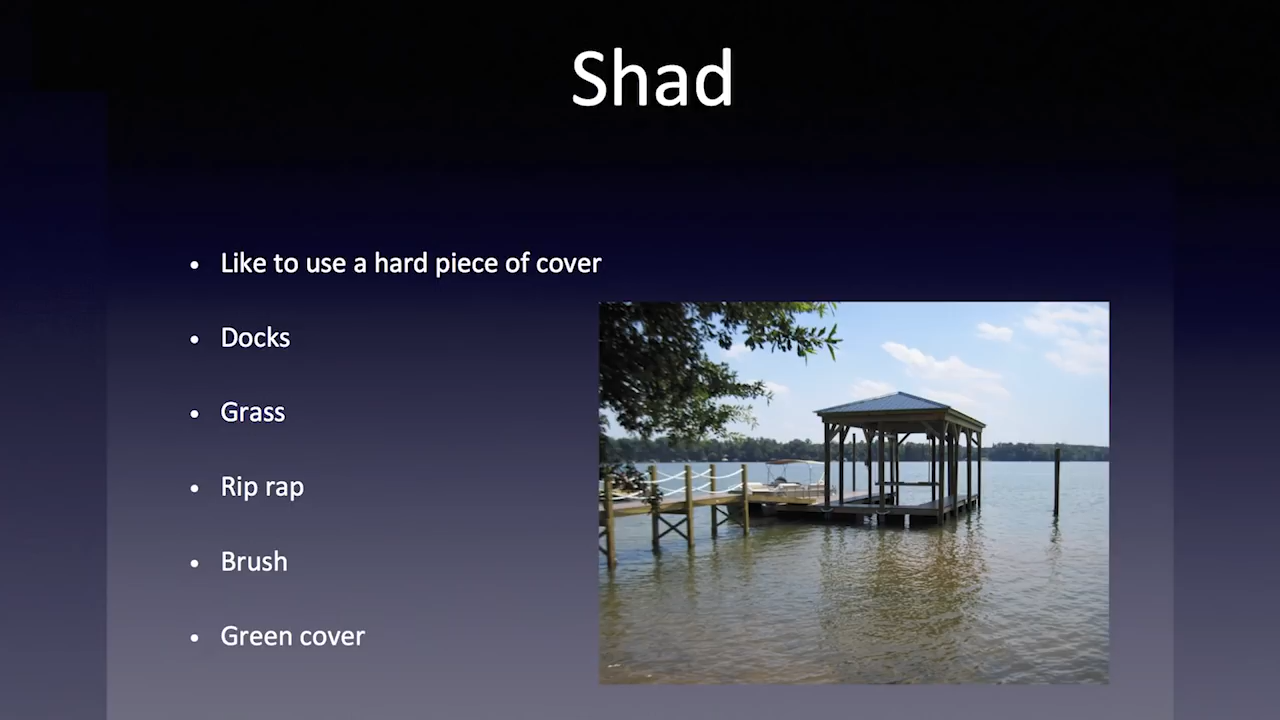 Shad
• Like to use a hard piece of cover
• Docks
• Grass
• Rip rap
• Brush
• Green cover